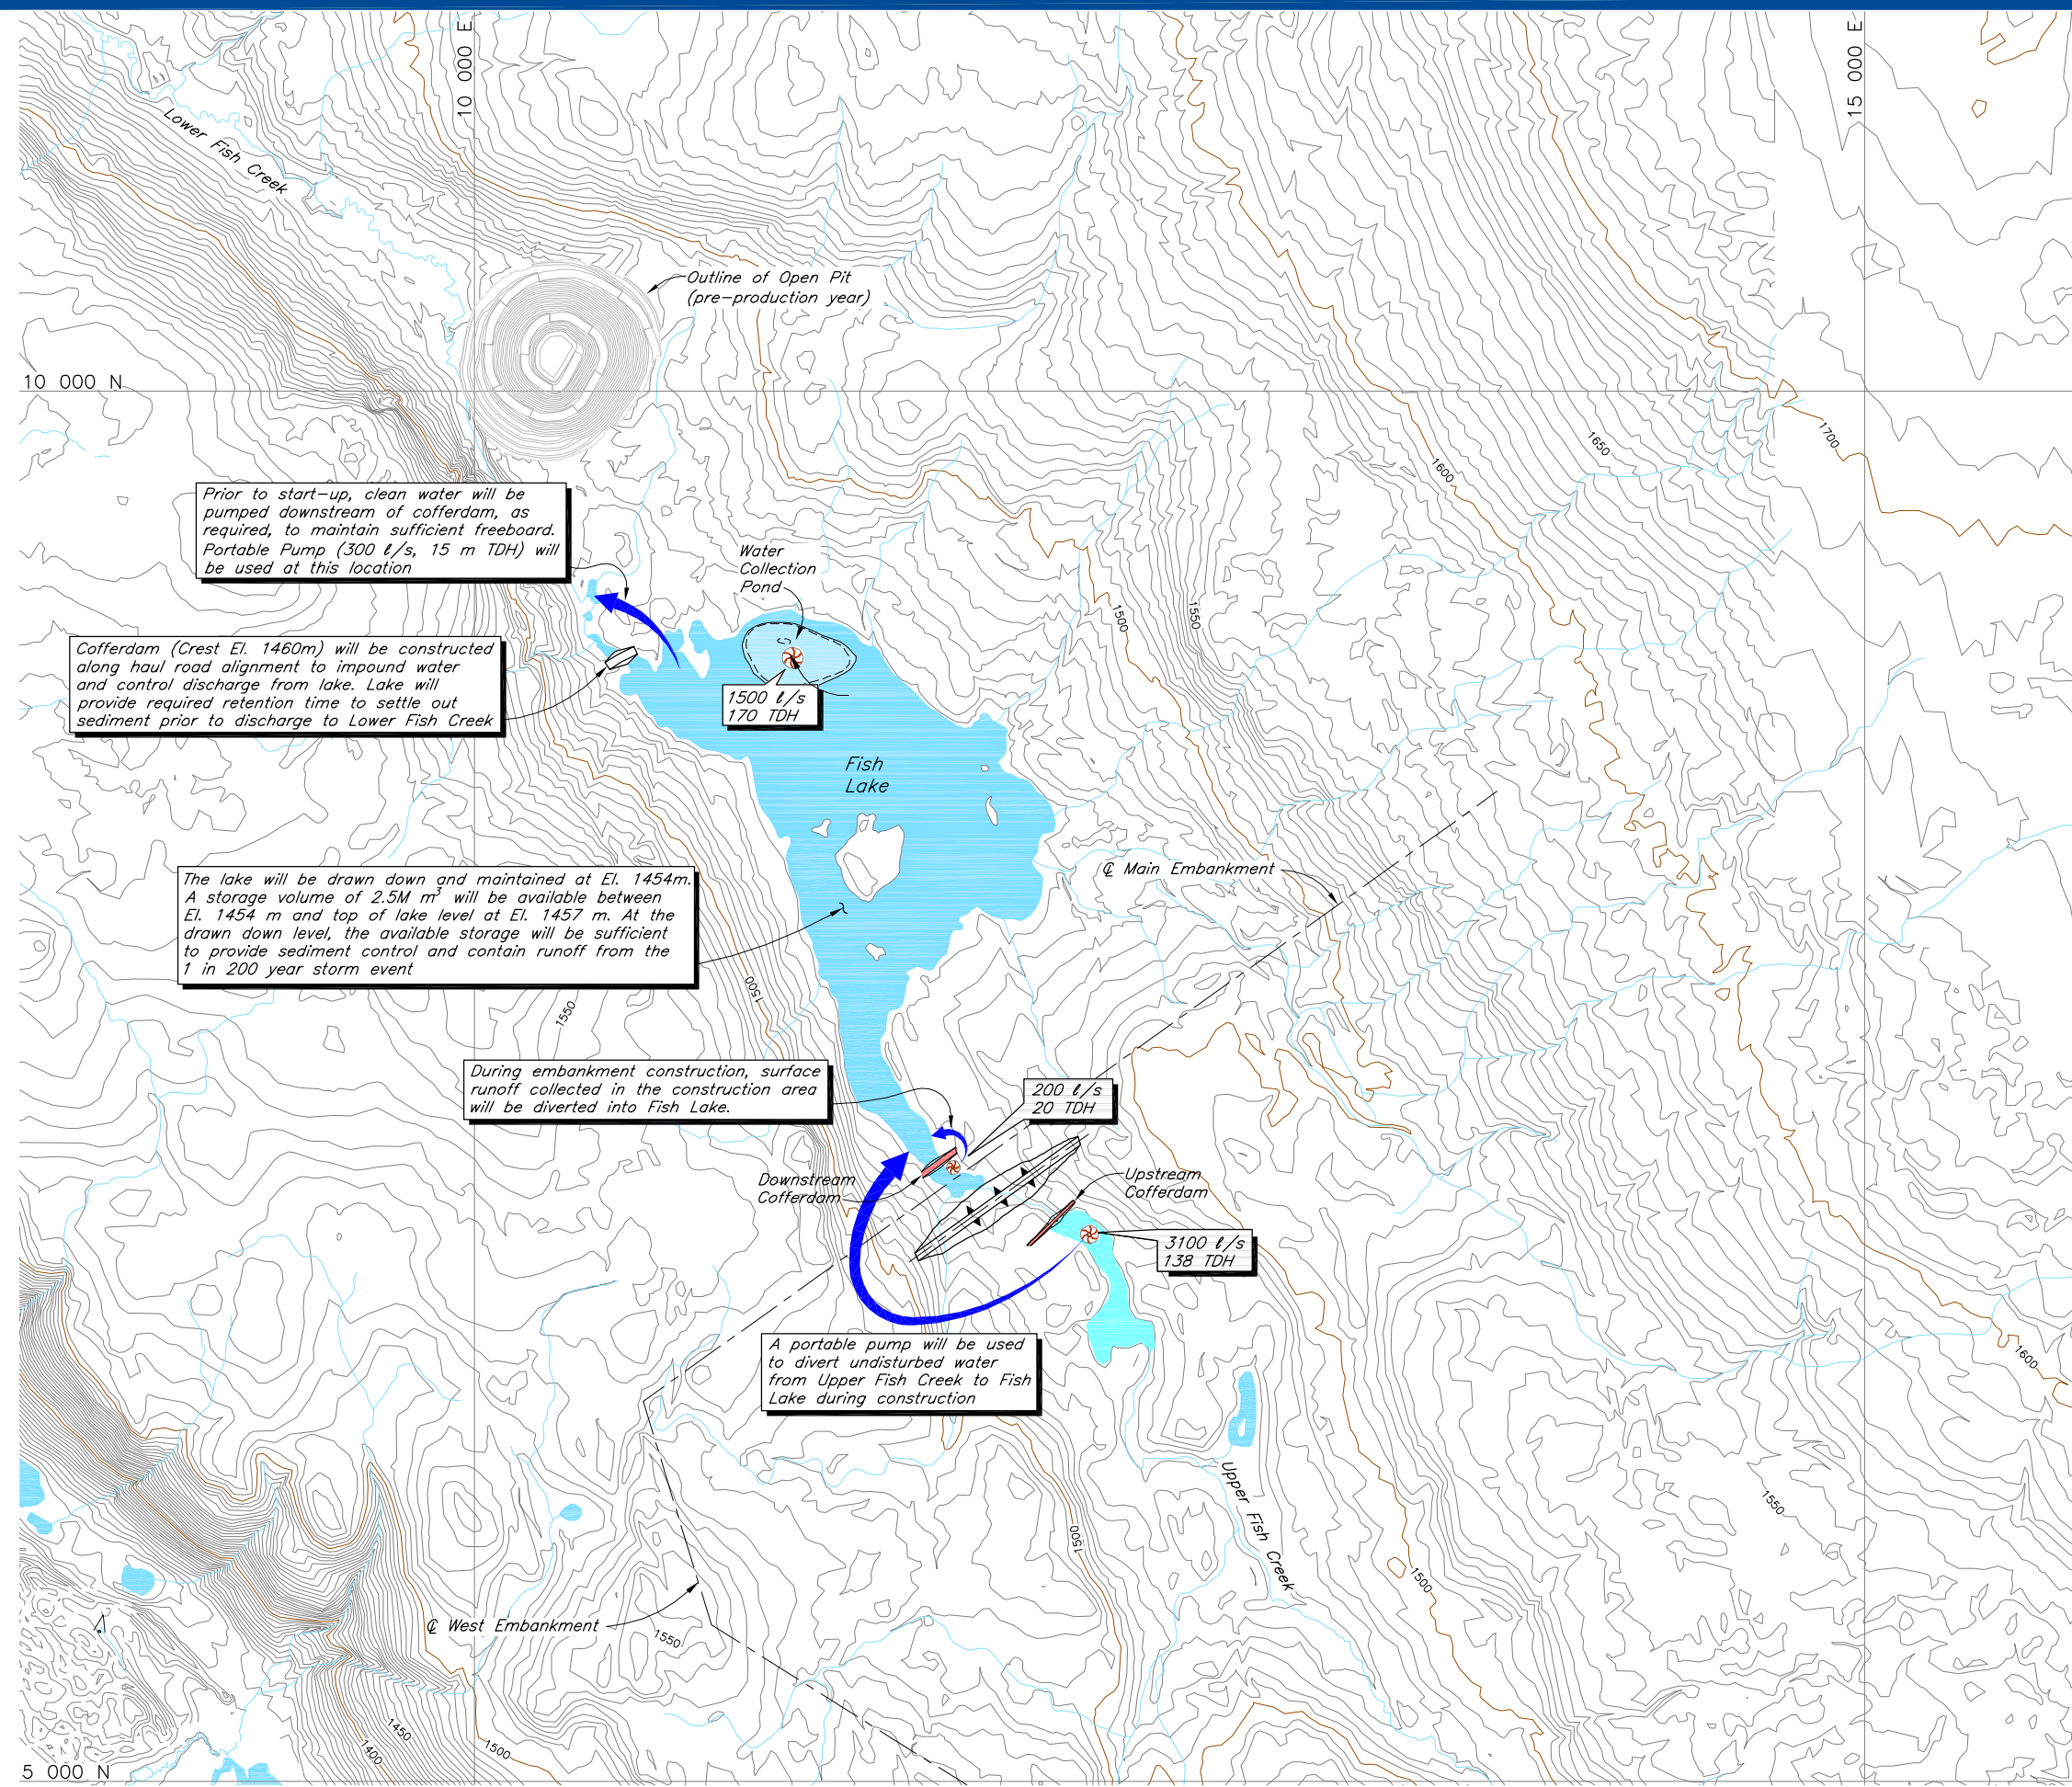 10 000 E
15 000 E
Lower Fish Creek
Outline of Open Pit
(pre-production year)
10 000 N
1700
1650
1600
Prior to start-up, clean water will be
pumped downstream of cofferdam, as
required, to maintain sufficient freeboard.
Portable Pump (300 ℓ/s, 15 m TDH) will
be used at this location
Water
Collection
Pond
1500
1550
Cofferdam (Crest El. 1460m) will be constructed
along haul road alignment to impound water
and control discharge from lake. Lake will
provide required retention time to settle out
sediment prior to discharge to Lower Fish Creek
1500 ℓ/s
170 TDH
Fish
Lake
℄ Main Embankment
The lake will be drawn down and maintained at El. 1454m.
A storage volume of 2.5M m³ will be available between
El. 1454 m and top of lake level at El. 1457 m. At the
drawn down level, the available storage will be sufficient
to provide sediment control and contain runoff from the
1 in 200 year storm event
1500
1550
During embankment construction, surface
runoff collected in the construction area
will be diverted into Fish Lake.
200 ℓ/s
20 TDH
Downstream
Cofferdam
Upstream
Cofferdam
3100 ℓ/s
138 TDH
A portable pump will be used
to divert undisturbed water
from Upper Fish Creek to Fish
Lake during construction
1600
Upper Fish Creek
1550
1500
1500
℄ West Embankment
1550
1450
1400
1500
5 000 N